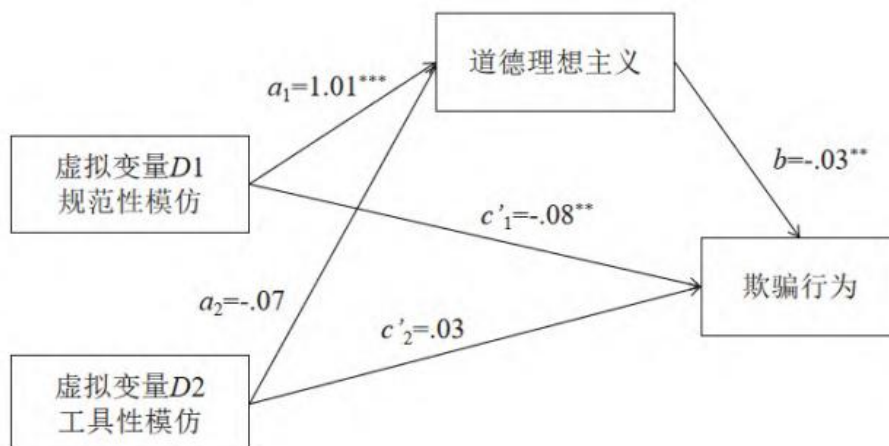 道德理想主义
a₁=1.01***
虚拟变量D1
规范性模仿
b=-.03**
c’₁=-.08**
欺骗行为
a₂=-.07
c’₂=.03
虚拟变量D2
工具性模仿